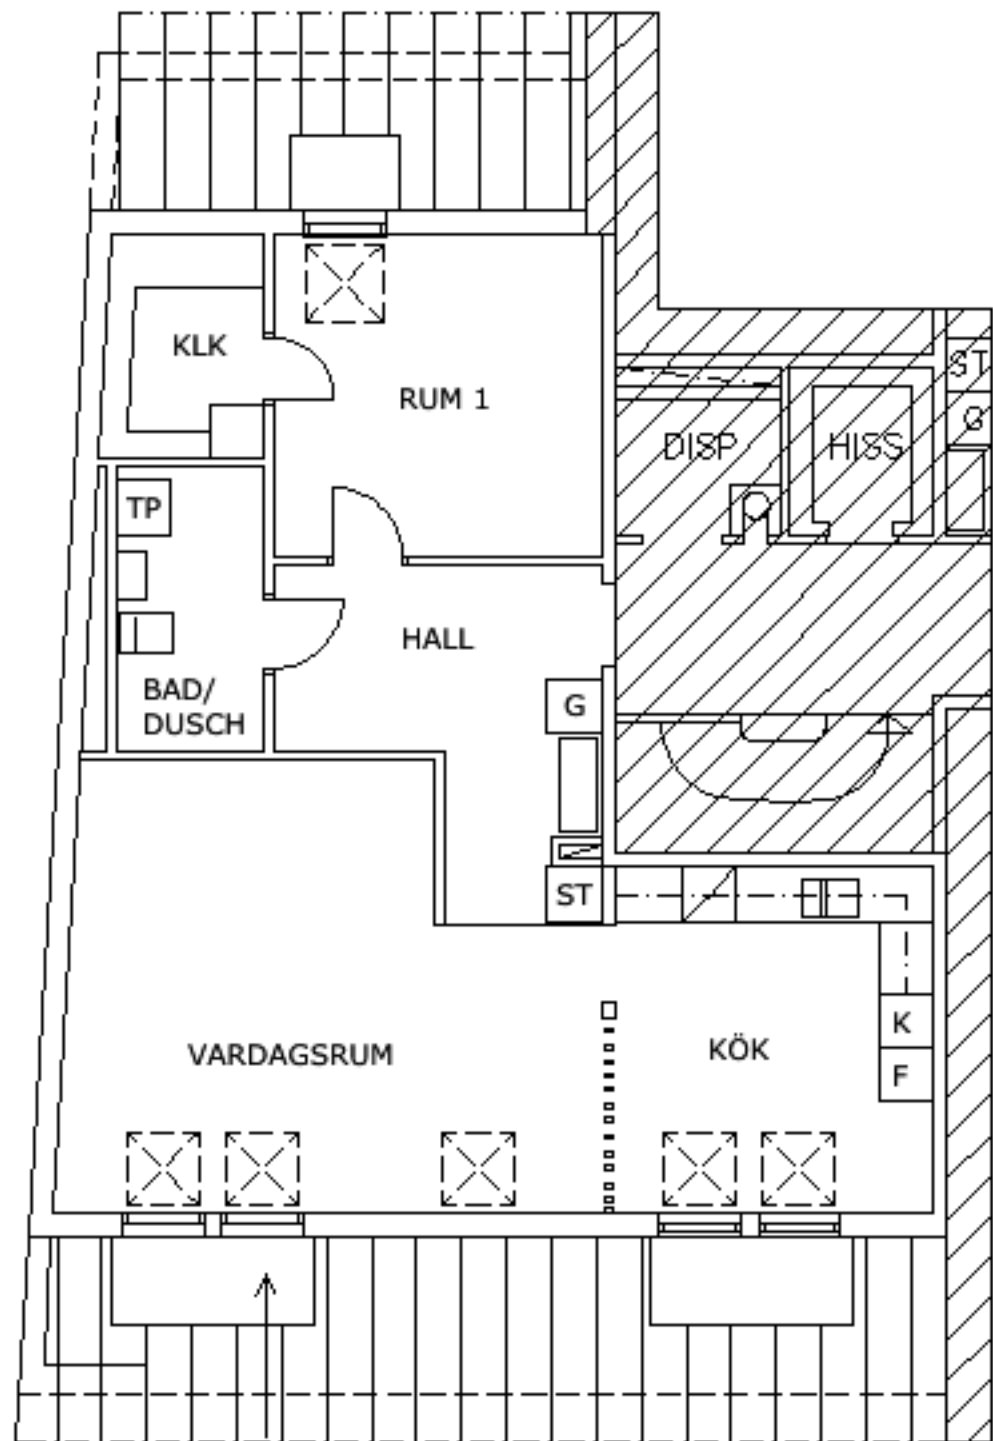 KLK
RUM 1
ST
G
DISP
HISS
TP
HALL
BAD/
DUSCH
G
ST
VARDAGSRUM
KÖK
K
F